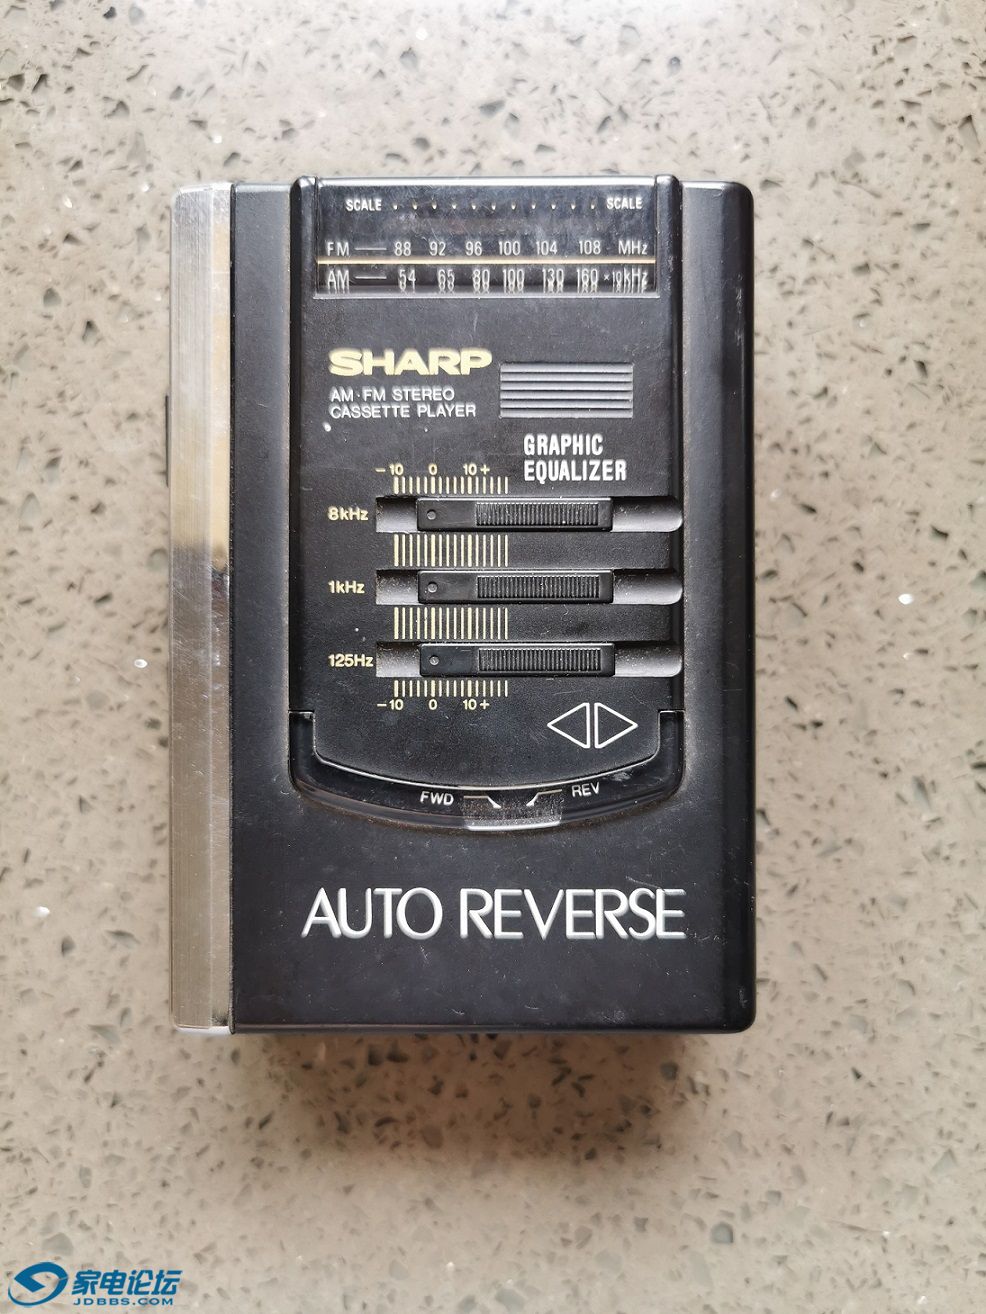 SCALE SCALE
FM 88 92 96 100 104 108 MHz
AM 54 65 80 100 130 160 ×10kHz
SHARP
AM·FM STEREO
CASSETTE PLAYER
GRAPHIC
EQUALIZER
-10 0 10+
8kHz
1kHz
125Hz
-10 0 10+
FWD REV
AUTO REVERSE
家电论坛
JDBBS.COM